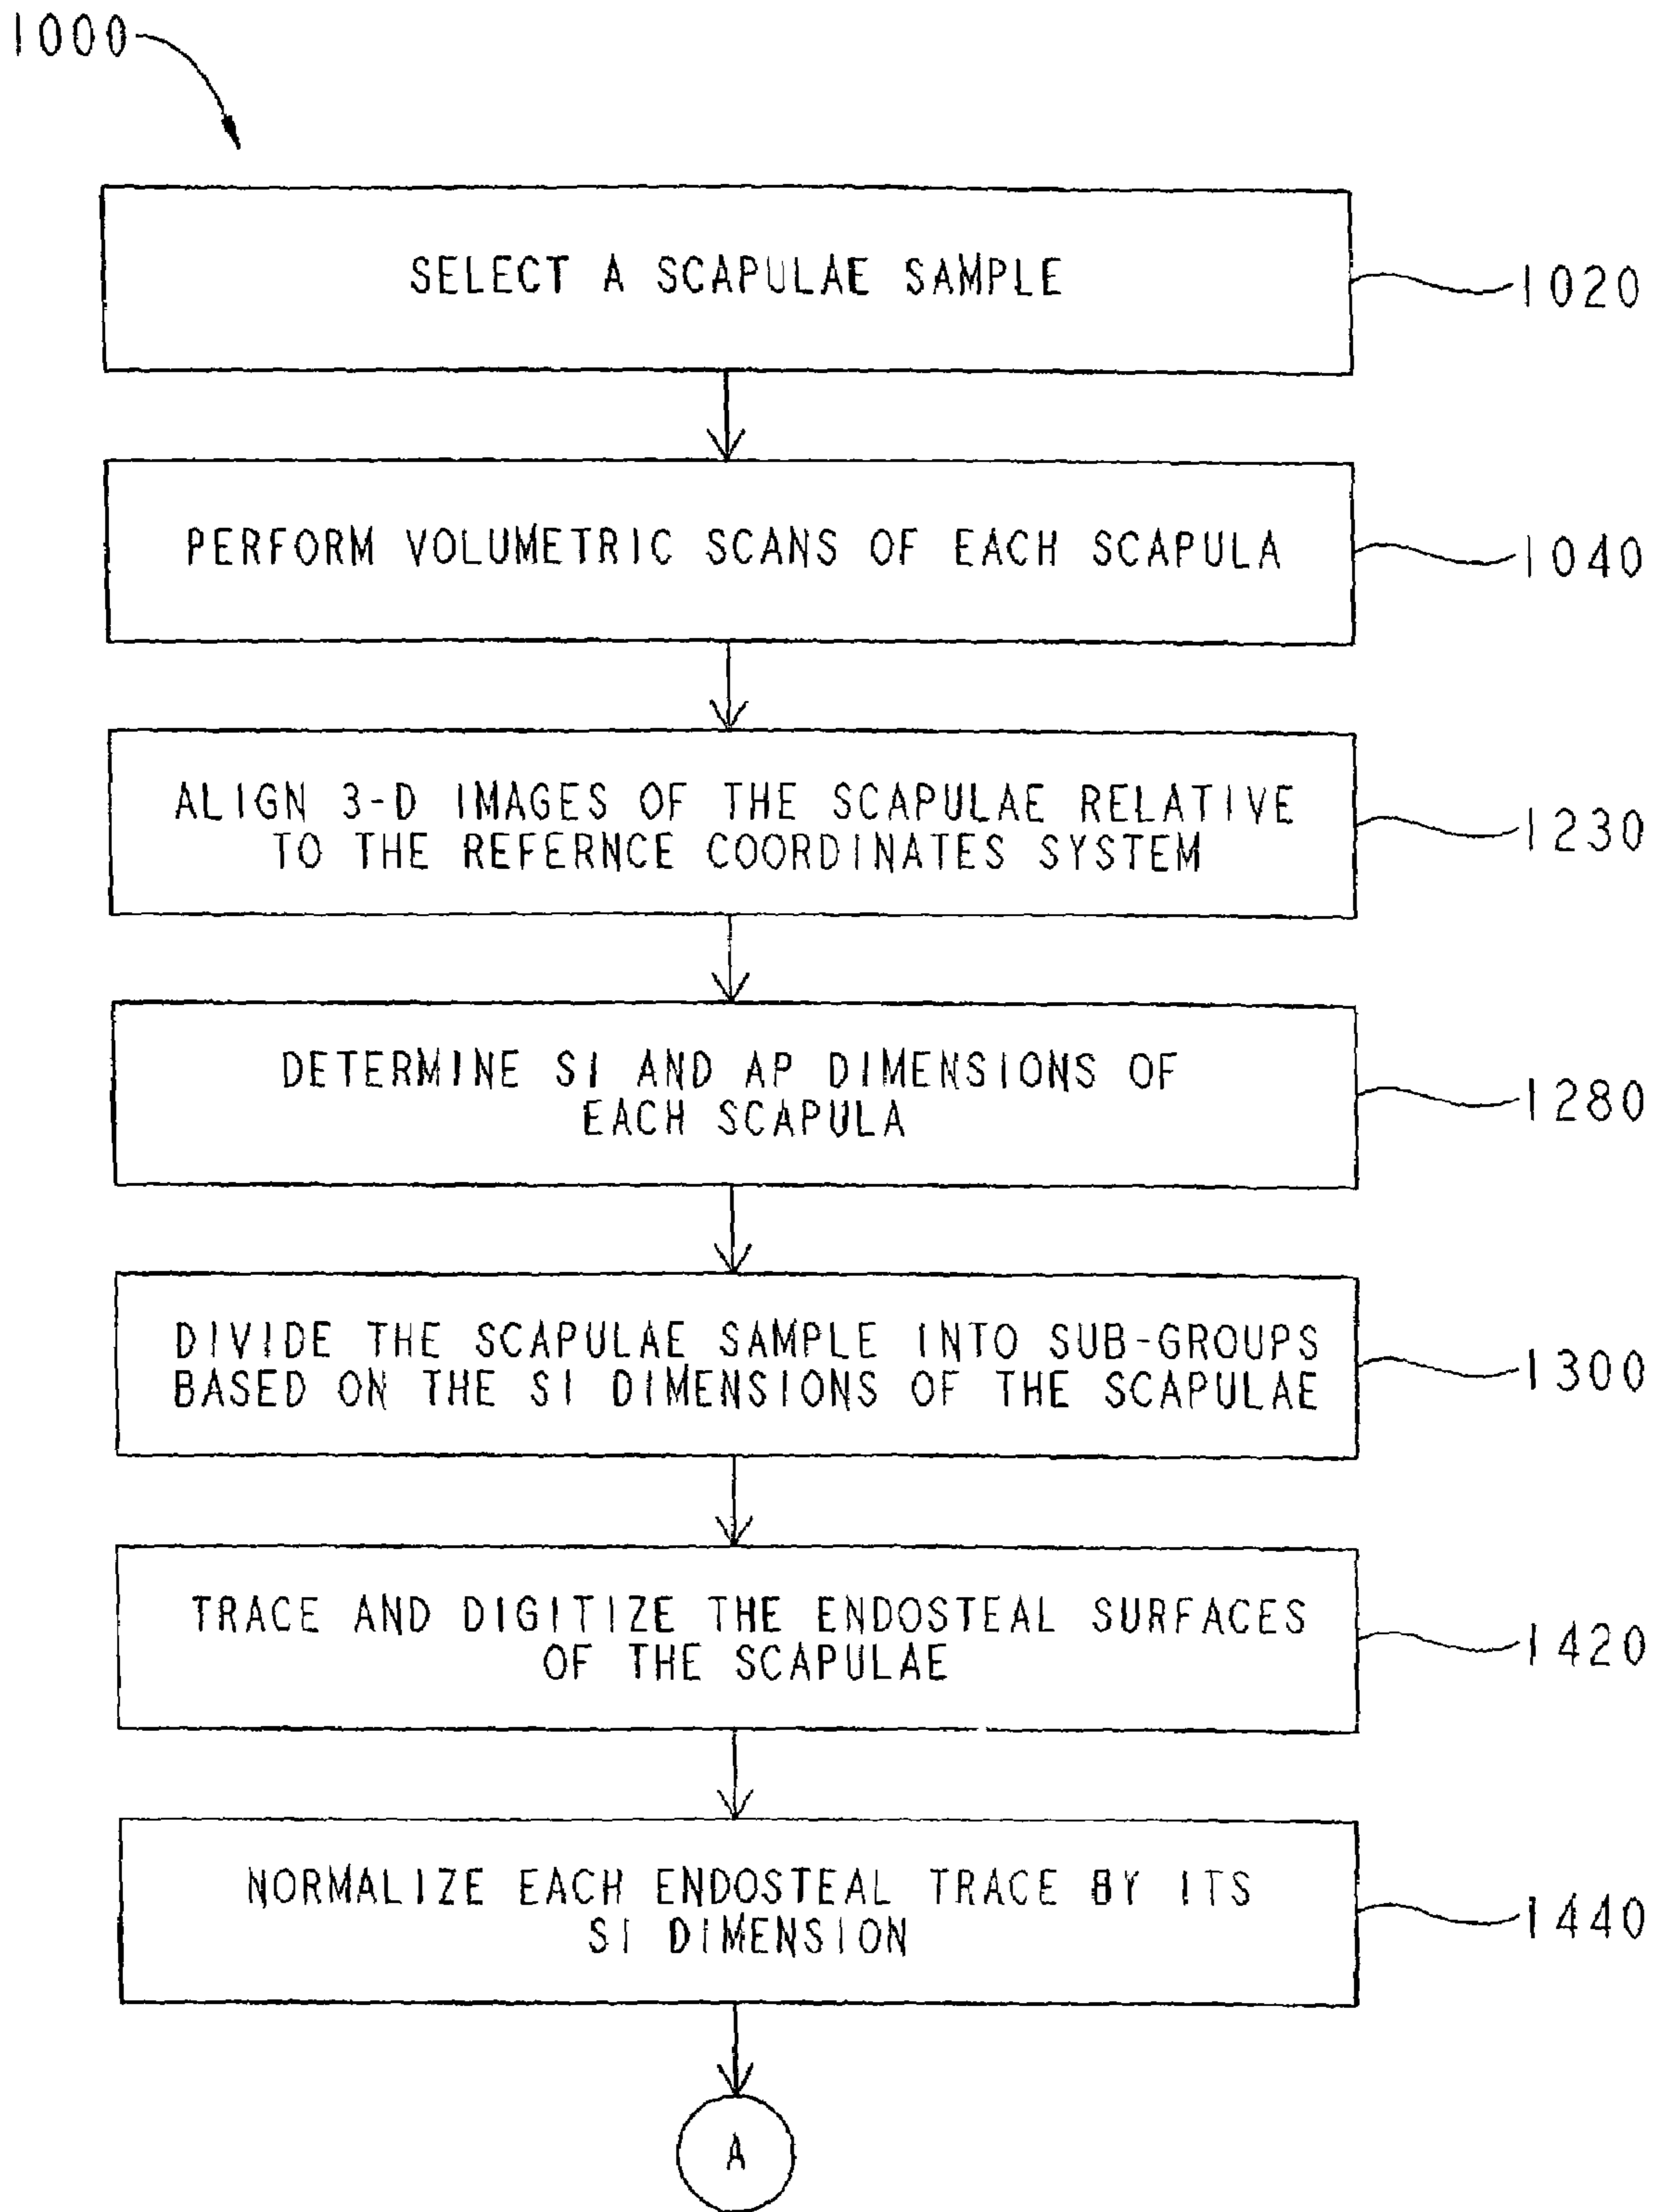 1000
SELECT A SCAPULAE SAMPLE
1020
PERFORM VOLUMETRIC SCANS OF EACH SCAPULA
1040
ALIGN 3-D IMAGES OF THE SCAPULAE RELATIVE
TO THE REFERNCE COORDINATES SYSTEM
1230
DETERMINE SI AND AP DIMENSIONS OF
EACH SCAPULA
1280
DIVIDE THE SCAPULAE SAMPLE INTO SUB-GROUPS
BASED ON THE SI DIMENSIONS OF THE SCAPULAE
1300
TRACE AND DIGITIZE THE ENDOSTEAL SURFACES
OF THE SCAPULAE
1420
NORMALIZE EACH ENDOSTEAL TRACE BY ITS
SI DIMENSION
1440
A